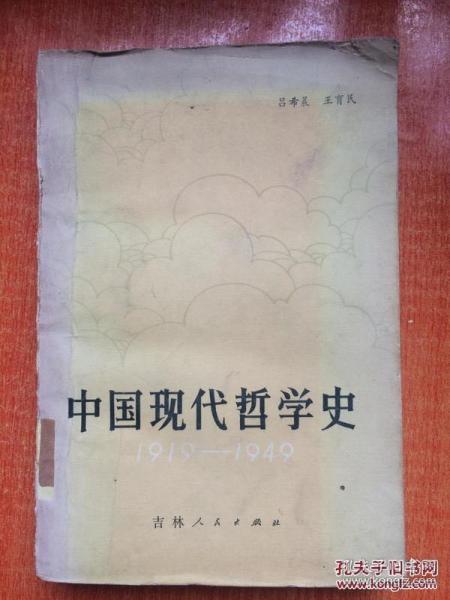 吕希晨 王育民
中国现代哲学史
1919—1949
吉林人民出版社
孔夫子旧书网
www.kongfz.com